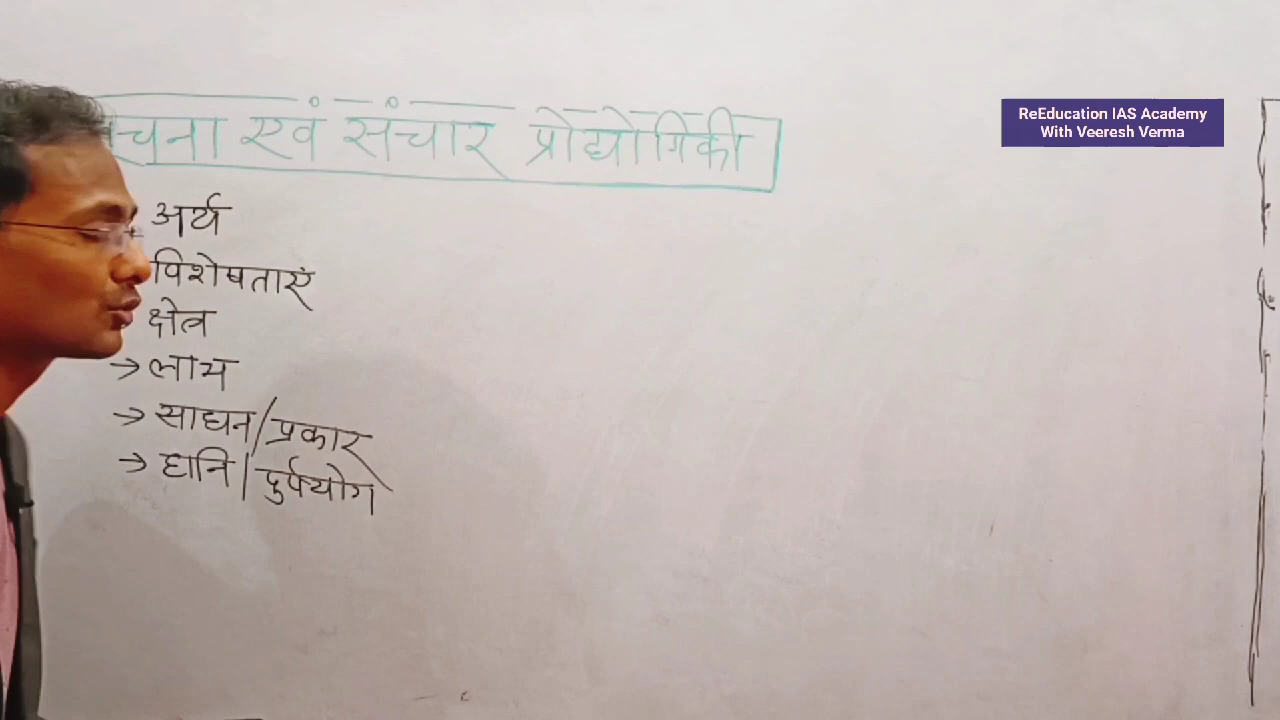 सूचना एवं संचार प्रोद्योगिकी
ReEducation IAS Academy
With Veeresh Verma
अर्थ
विशेषताएं
क्षेत्र
→ लाभ
→ साधन/प्रकार
→ हानि/दुर्पयोग